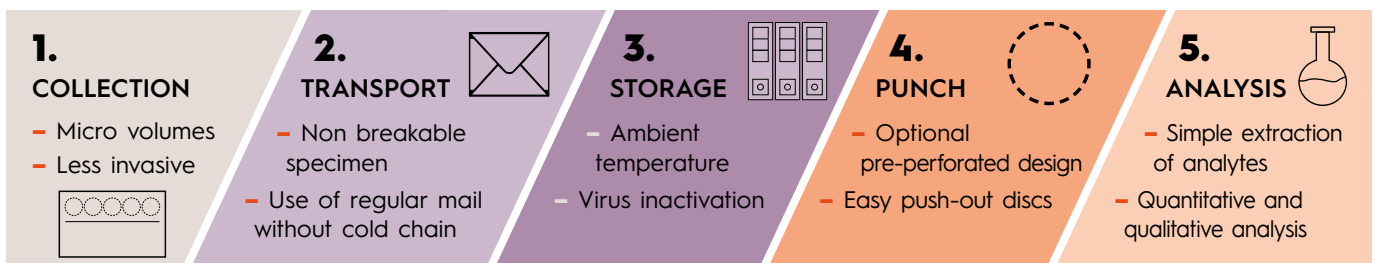 1.
COLLECTION
– Micro volumes
– Less invasive
2.
TRANSPORT
– Non breakable
specimen
– Use of regular mail
without cold chain
3.
STORAGE
– Ambient
temperature
– Virus inactivation
4.
PUNCH
– Optional
pre-perforated design
– Easy push-out discs
5.
ANALYSIS
– Simple extraction
of analytes
– Quantitative and
qualitative analysis